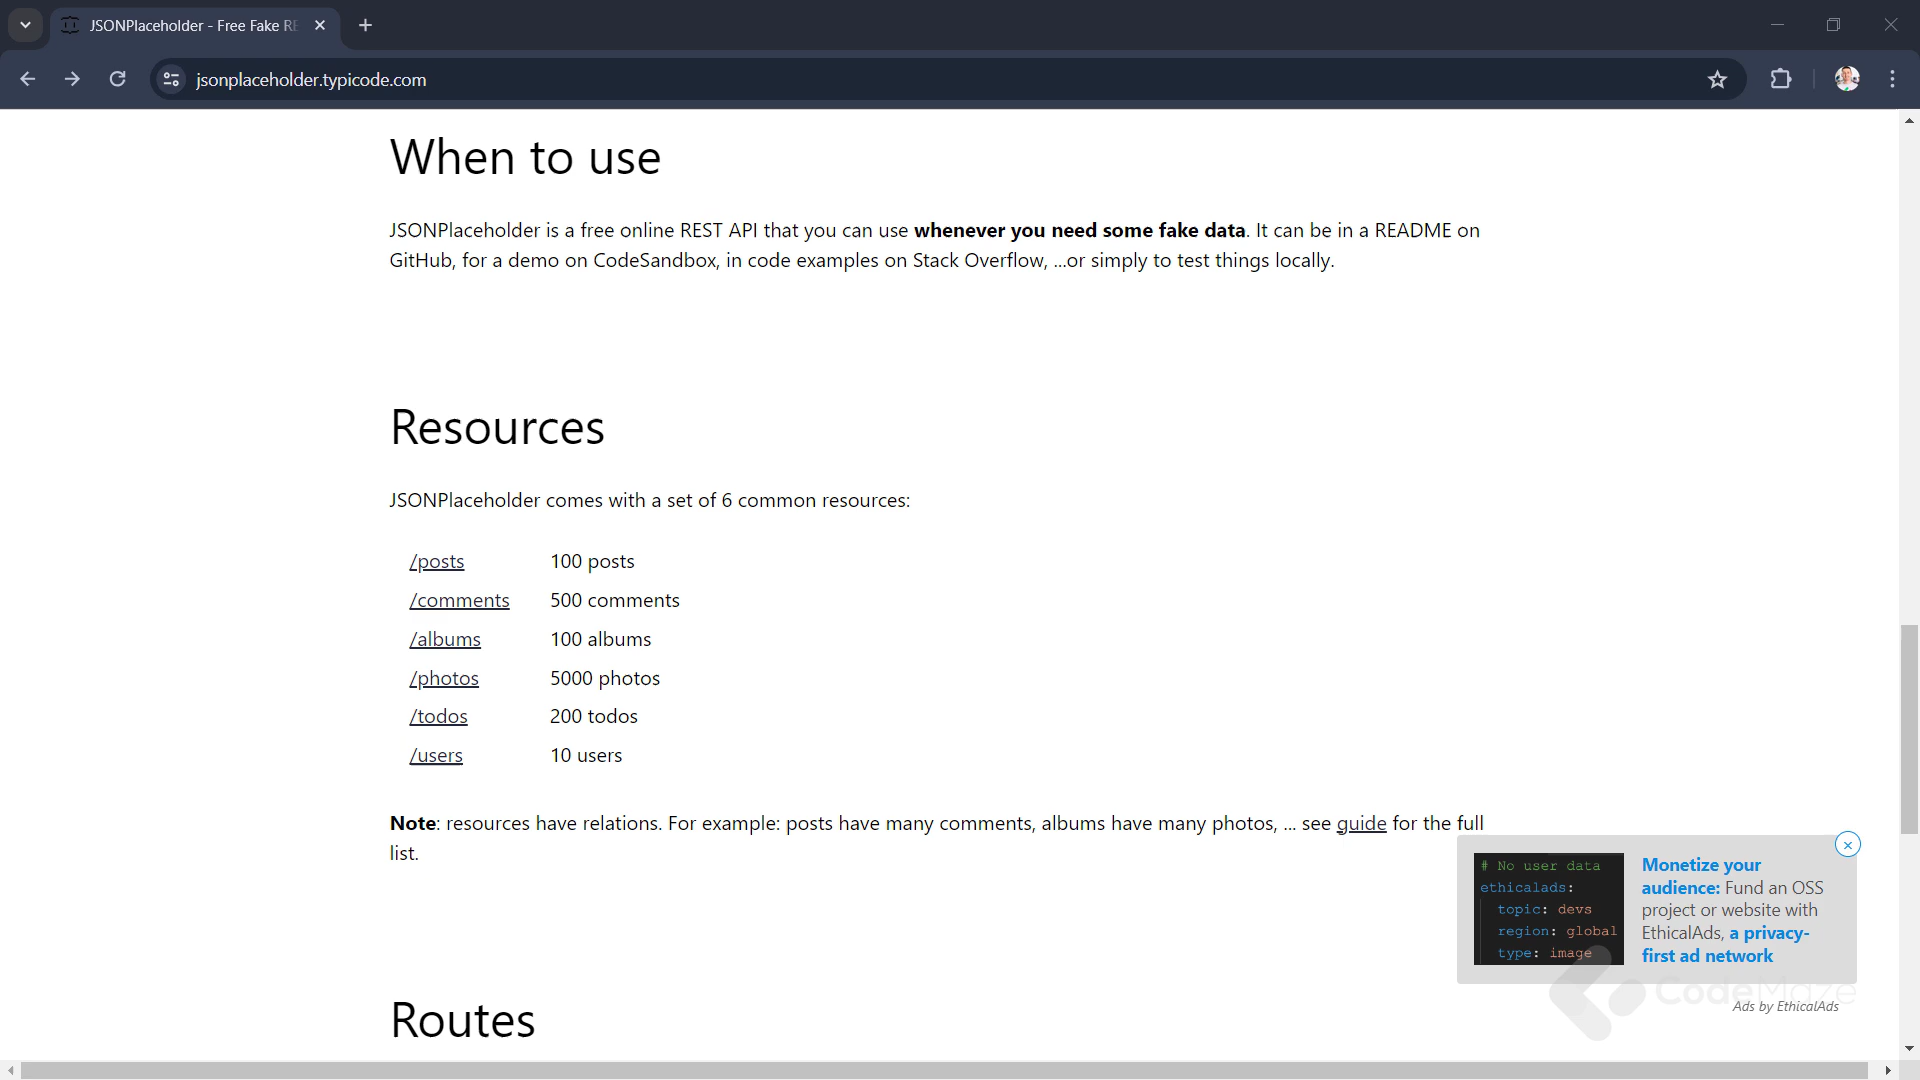 JSONPlaceholder - Free Fake RE
jsonplaceholder.typicode.com
When to use
JSONPlaceholder is a free online REST API that you can use whenever you need some fake data. It can be in a README on
GitHub, for a demo on CodeSandbox, in code examples on Stack Overflow, ...or simply to test things locally.
Resources
JSONPlaceholder comes with a set of 6 common resources:
/posts 100 posts
/comments 500 comments
/albums 100 albums
/photos 5000 photos
/todos 200 todos
/users 10 users
Note: resources have relations. For example: posts have many comments, albums have many photos, ... see guide for the full
list.
# No user data
ethicalads:
topic: devs
region: global
type: image
Monetize your
audience: Fund an OSS
project or website with
EthicalAds, a privacy-
first ad network
CodeMaze
Ads by EthicalAds
Routes